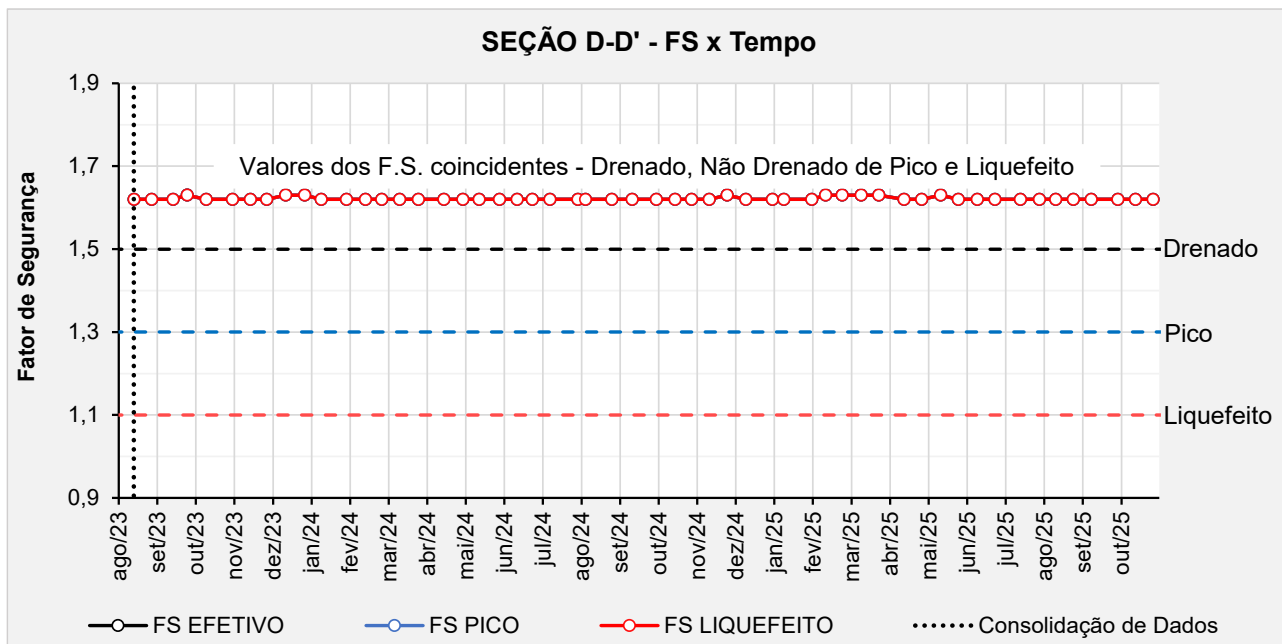 SEÇÃO D-D' - FS x Tempo
1,9
1,7
1,5
1,3
1,1
0,9
Fator de Segurança
Valores dos F.S. coincidentes - Drenado, Não Drenado de Pico e Liquefeito
Drenado
Pico
Liquefeito
ago/23
set/23
out/23
nov/23
dez/23
jan/24
fev/24
mar/24
abr/24
mai/24
jun/24
jul/24
ago/24
set/24
out/24
nov/24
dez/24
jan/25
fev/25
mar/25
abr/25
mai/25
jun/25
jul/25
ago/25
set/25
out/25
FS EFETIVO
FS PICO
FS LIQUEFEITO
Consolidação de Dados